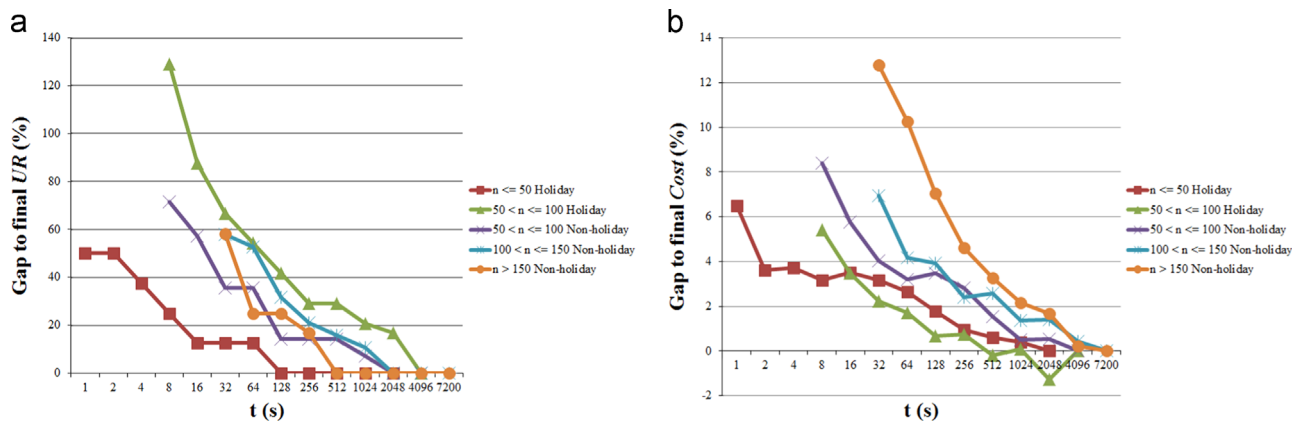 a
140
120
100
80
60
40
20
0
Gap to final UR (%)
1 2 4 8 16 32 64 128 256 512 1024 2048 4096 7200
t (s)
n <= 50 Holiday
50 < n <= 100 Holiday
50 < n <= 100 Non-holiday
100 < n <= 150 Non-holiday
n > 150 Non-holiday
b
14
12
10
8
6
4
2
0
-2
Gap to final Cost (%)
1 2 4 8 16 32 64 128 256 512 1024 2048 4096 7200
t (s)
n <= 50 Holiday
50 < n <= 100 Holiday
50 < n <= 100 Non-holiday
100 < n <= 150 Non-holiday
n > 150 Non-holiday